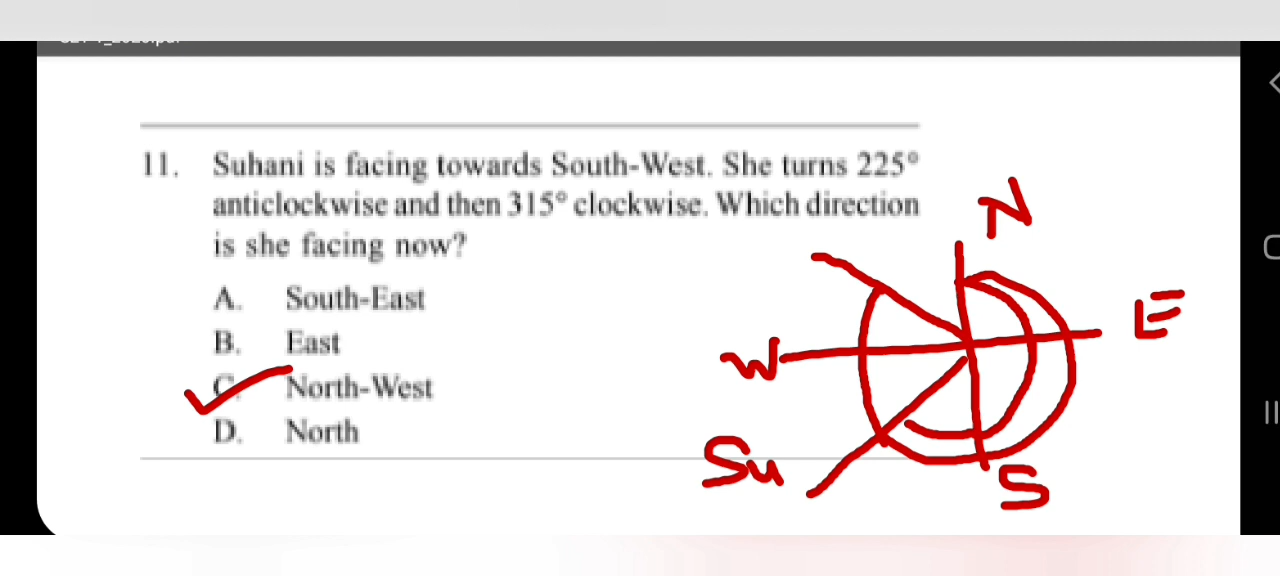 11. Suhani is facing towards South-West. She turns 225°
anticlockwise and then 315° clockwise. Which direction
is she facing now?
A. South-East
B. East
C. North-West
D. North
N
E
W
Su
S